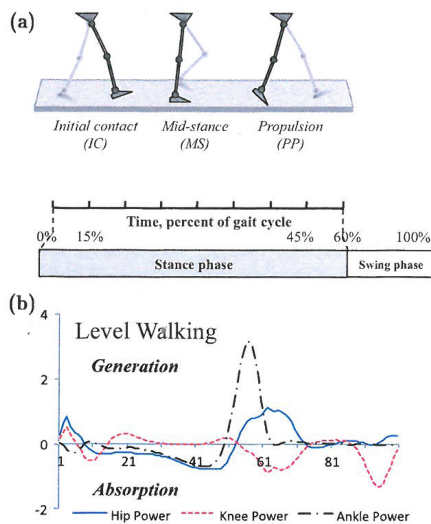 (a)
Initial contact Mid-stance Propulsion
(IC) (MS) (PP)
Time, percent of gait cycle
0% 15% 45% 60% 100%
Stance phase Swing phase
(b)
Level Walking
Generation
4
2
0
-2
1 21 41 61 81
Absorption
Hip Power Knee Power Ankle Power